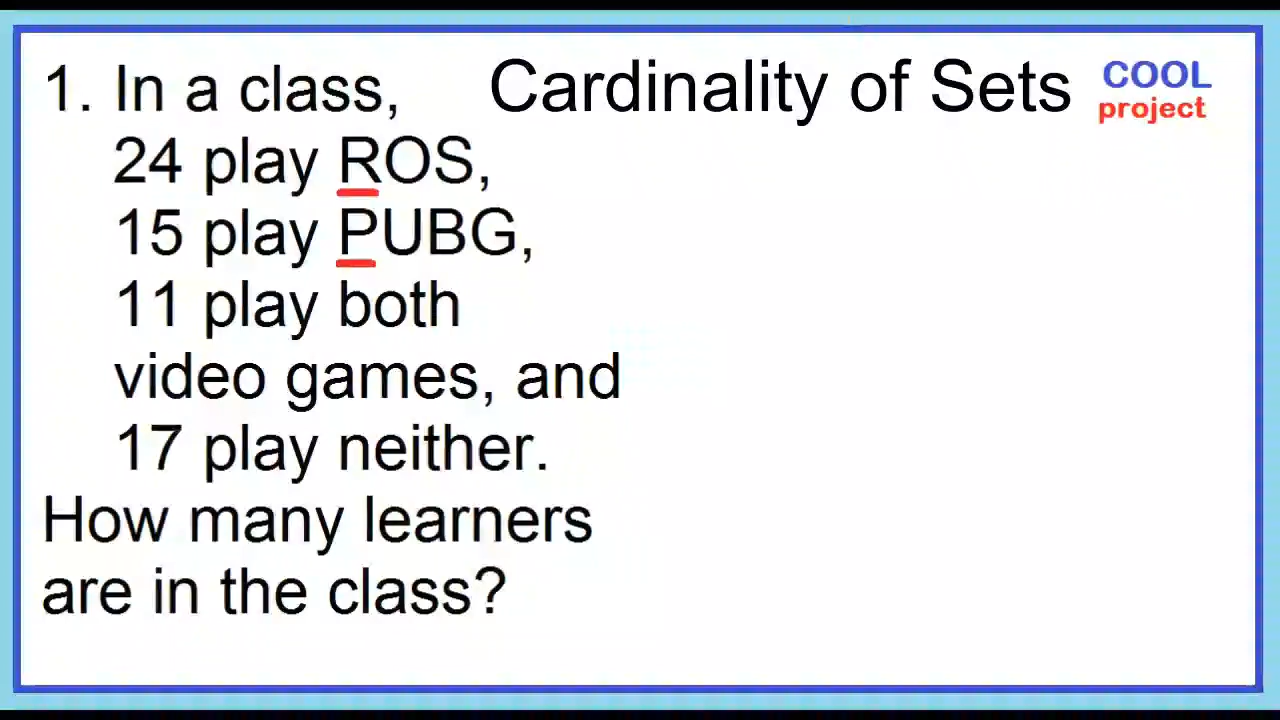 1. In a class,
Cardinality of Sets
COOL
project
24 play ROS,
15 play PUBG,
11 play both
video games, and
17 play neither.
How many learners
are in the class?